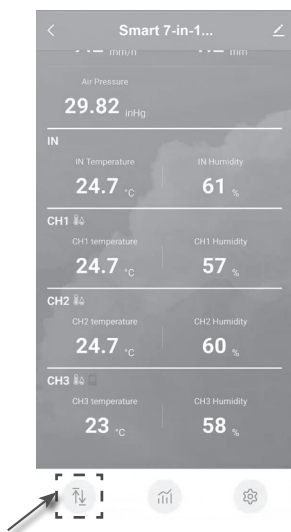 Smart 7-in-1...
mm/h mm
Air Pressure
29.82 inHg
IN
IN Temperature IN Humidity
24.7 °C 61 %
CH1
CH1 temperature CH1 Humidity
24.7 °C 57 %
CH2
CH2 temperature CH2 Humidity
24.7 °C 60 %
CH3
CH3 temperature CH3 Humidity
23 °C 58 %